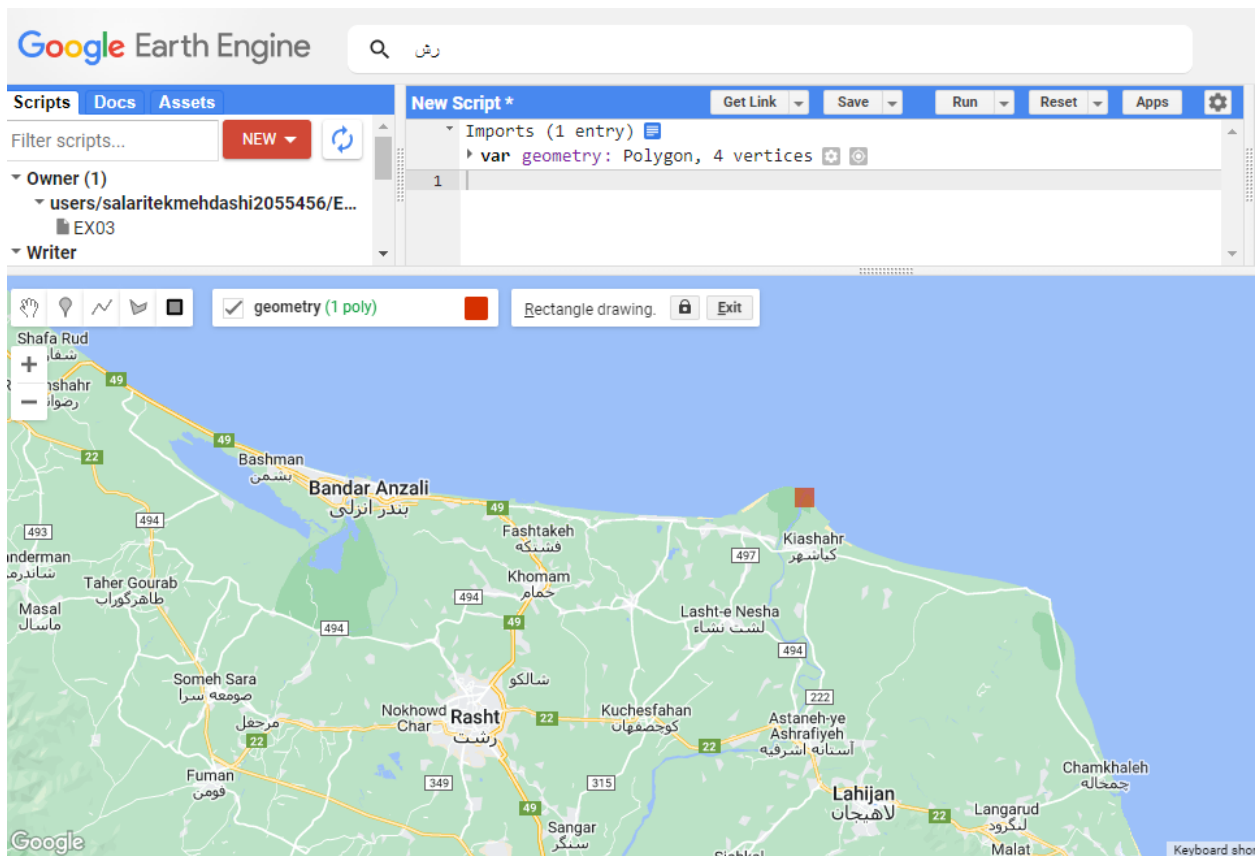 Google Earth Engine
رش
Scripts Docs Assets
New Script *
Get Link
Save
Run
Reset
Apps
Filter scripts...
NEW
Imports (1 entry)
var geometry: Polygon, 4 vertices
1
Owner (1)
users/salaritekmehdashi2055456/E...
EX03
Writer
geometry (1 poly)
Rectangle drawing.
Exit
Shafa Rud
+
−
49
49
22
Bashman
بشمن
Bandar Anzali
بندر انزلی
49
494
493
Fashtakeh
فشتکه
Kiashahr
کیاشهر
497
Taher Gourab
طاهرگوراب
Khomam
خمام
494
Masal
ماسال
Lasht-e Nesha
لشت نشاء
49
494
494
Someh Sara
صومعه سرا
شالکو
222
مرجغل
Nokhowd
Char
Rasht
رشت
22
Kuchesfahan
کوچصفهان
Astaneh-ye
Ashrafiyeh
آستانه اشرفیه
22
22
Fuman
فومن
349
315
Chamkhaleh
چمخاله
Lahijan
لاهیجان
49
22
Langarud
لنگرود
Sangar
سنگر
Malat
Google
Keyboard shor